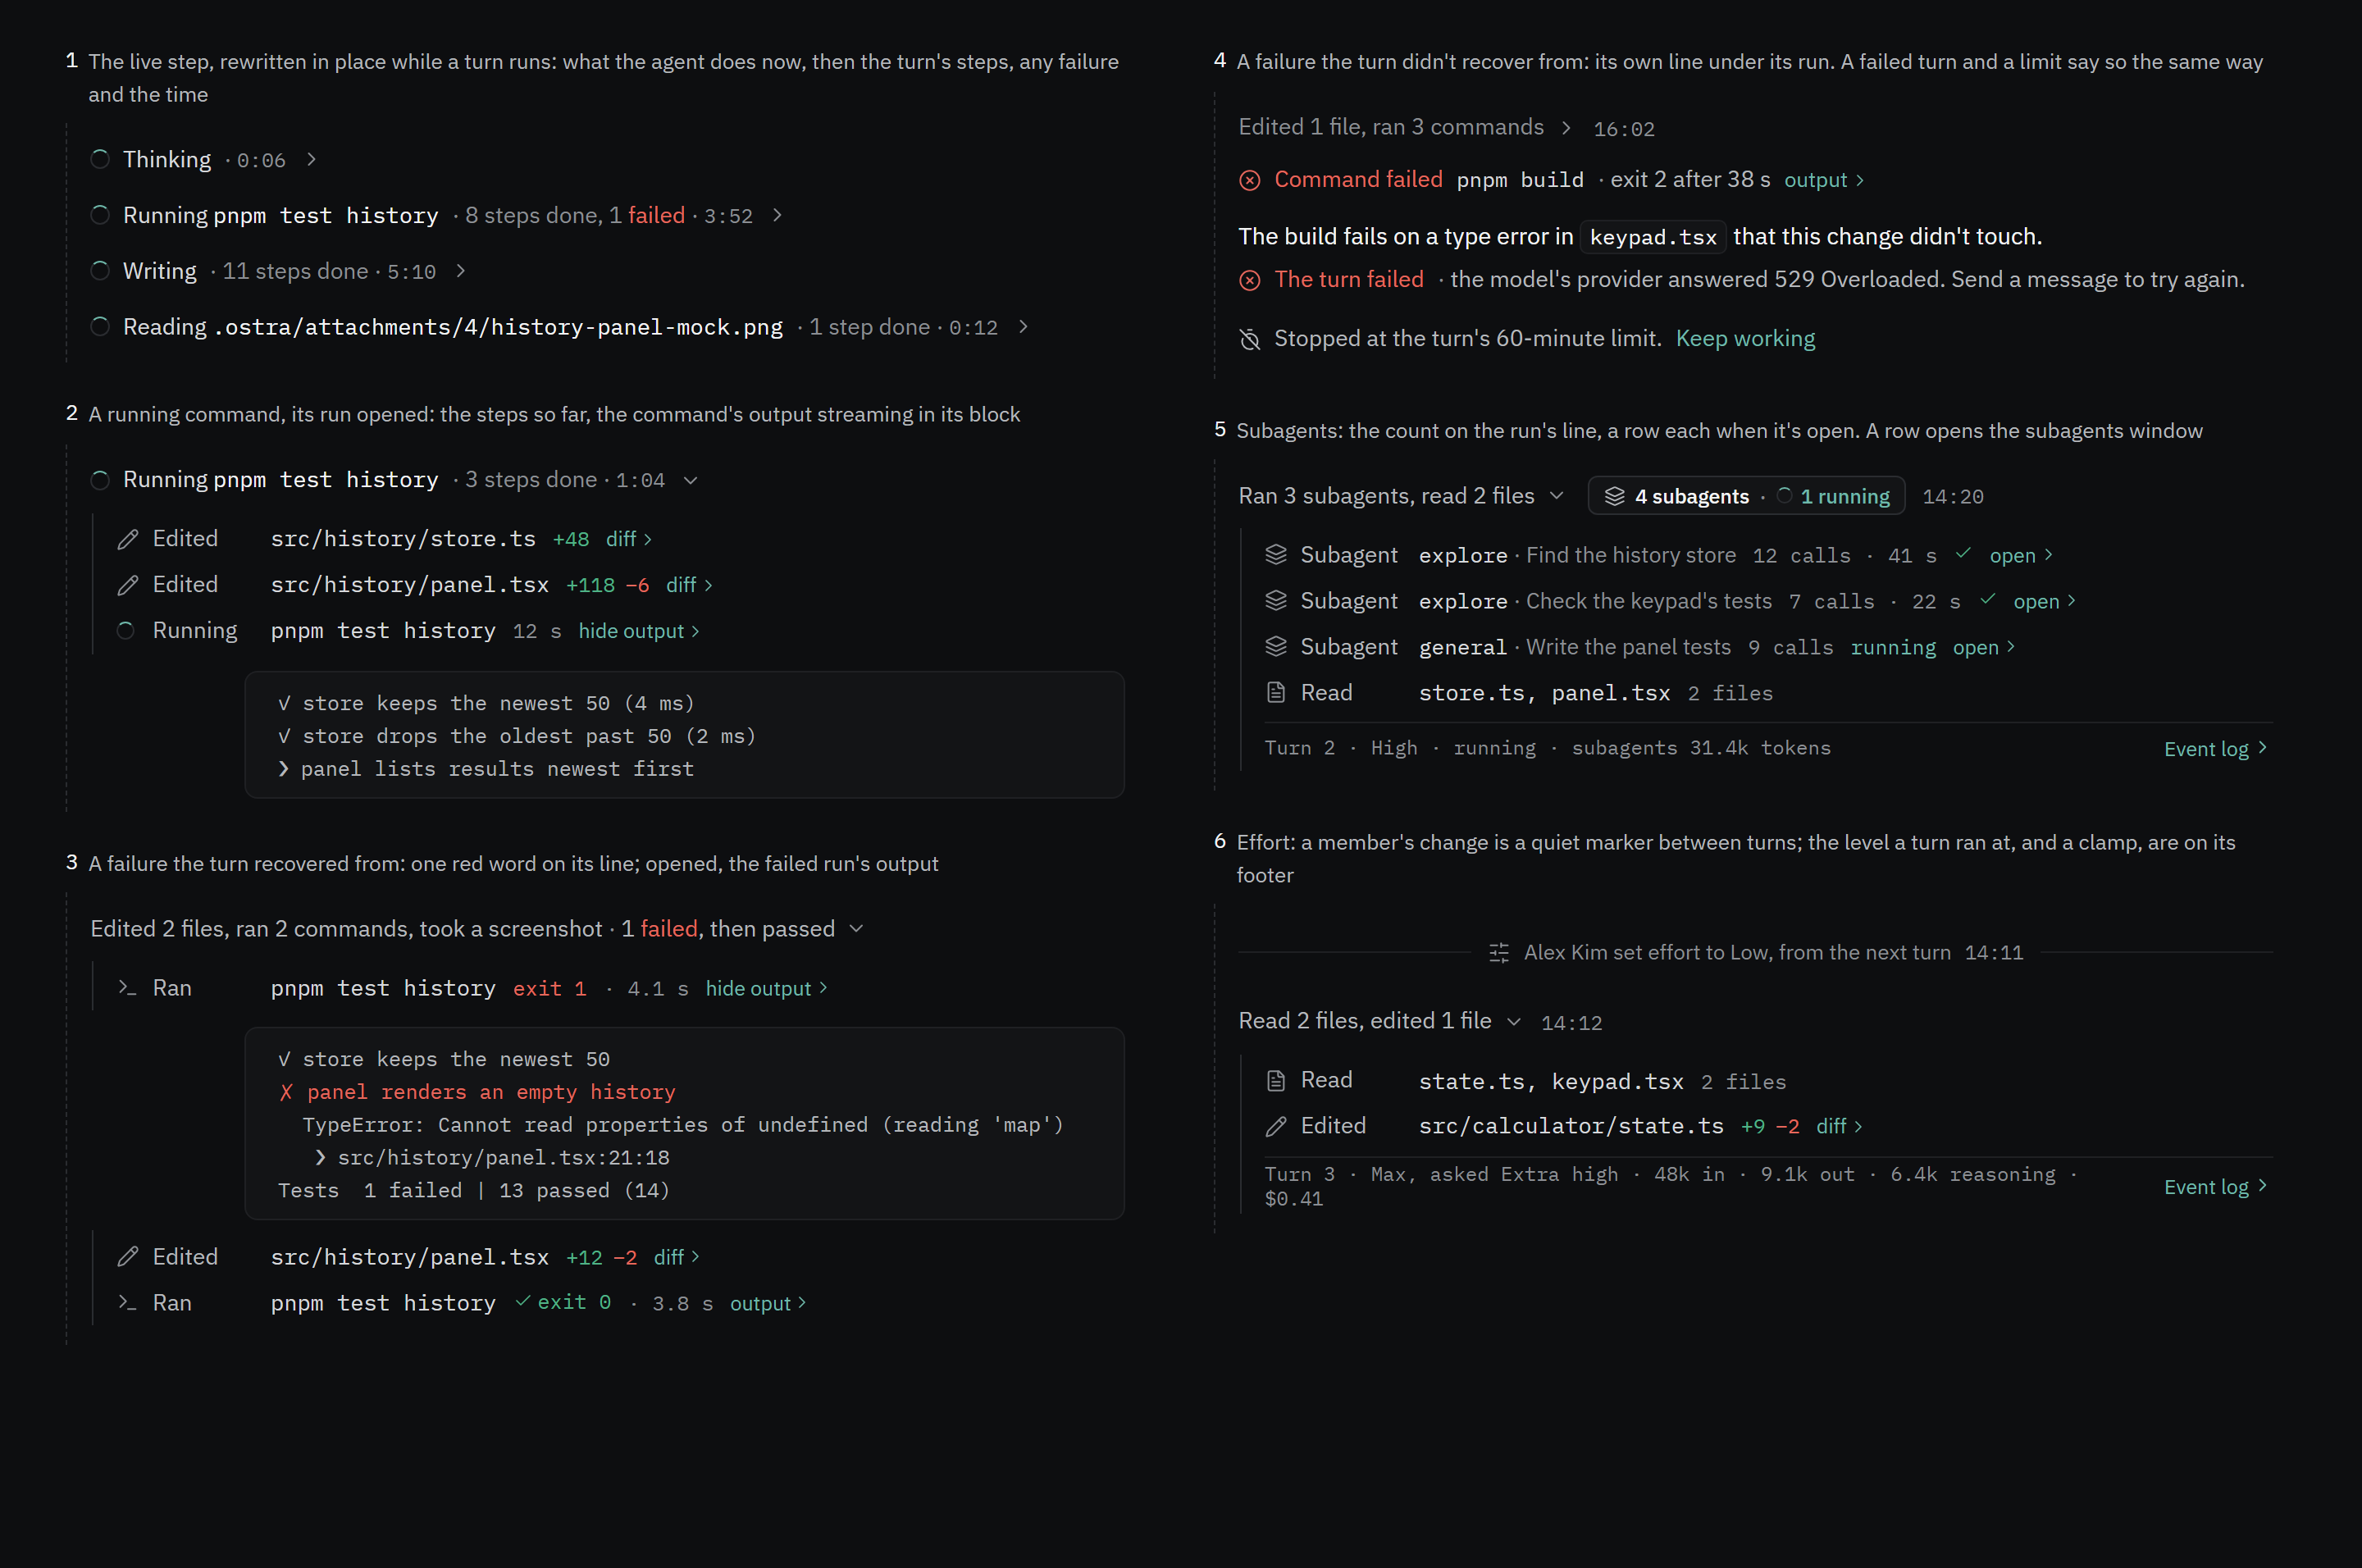 1 The live step, rewritten in place while a turn runs: what the agent does now, then the turn's steps, any failure
and the time
Thinking · 0:06 >
Running pnpm test history · 8 steps done, 1 failed · 3:52 >
Writing · 11 steps done · 5:10 >
Reading .ostra/attachments/4/history-panel-mock.png · 1 step done · 0:12 >
2 A running command, its run opened: the steps so far, the command's output streaming in its block
Running pnpm test history · 3 steps done · 1:04
Edited src/history/store.ts +48 diff >
Edited src/history/panel.tsx +118 −6 diff >
Running pnpm test history 12 s hide output >
√ store keeps the newest 50 (4 ms)
√ store drops the oldest past 50 (2 ms)
❯ panel lists results newest first
3 A failure the turn recovered from: one red word on its line; opened, the failed run's output
Edited 2 files, ran 2 commands, took a screenshot · 1 failed, then passed
Ran pnpm test history exit 1 · 4.1 s hide output >
√ store keeps the newest 50
✗ panel renders an empty history
TypeError: Cannot read properties of undefined (reading 'map')
❯ src/history/panel.tsx:21:18
Tests 1 failed | 13 passed (14)
Edited src/history/panel.tsx +12 −2 diff >
Ran pnpm test history ✓ exit 0 · 3.8 s output >
4 A failure the turn didn't recover from: its own line under its run. A failed turn and a limit say so the same way
Edited 1 file, ran 3 commands > 16:02
Command failed pnpm build · exit 2 after 38 s output >
The build fails on a type error in keypad.tsx that this change didn't touch.
The turn failed · the model's provider answered 529 Overloaded. Send a message to try again.
Stopped at the turn's 60-minute limit. Keep working
5 Subagents: the count on the run's line, a row each when it's open. A row opens the subagents window
Ran 3 subagents, read 2 files 4 subagents · 1 running 14:20
Subagent explore · Find the history store 12 calls · 41 s ✓ open >
Subagent explore · Check the keypad's tests 7 calls · 22 s ✓ open >
Subagent general · Write the panel tests 9 calls running open >
Read store.ts, panel.tsx 2 files
Turn 2 · High · running · subagents 31.4k tokens Event log >
6 Effort: a member's change is a quiet marker between turns; the level a turn ran at, and a clamp, are on its
footer
Alex Kim set effort to Low, from the next turn 14:11
Read 2 files, edited 1 file 14:12
Read state.ts, keypad.tsx 2 files
Edited src/calculator/state.ts +9 −2 diff >
Turn 3 · Max, asked Extra high · 48k in · 9.1k out · 6.4k reasoning · Event log >
$0.41